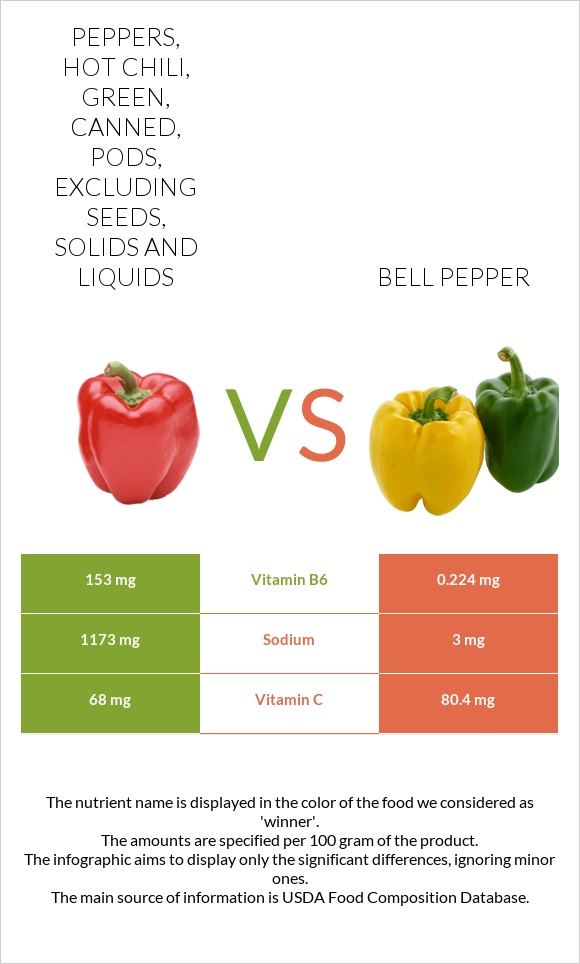 PEPPERS,
HOT CHILI,
GREEN,
CANNED,
PODS,
EXCLUDING
SEEDS,
SOLIDS AND
LIQUIDS
BELL PEPPER
VS
153 mg Vitamin B6 0.224 mg
1173 mg Sodium 3 mg
68 mg Vitamin C 80.4 mg
The nutrient name is displayed in the color of the food we considered as
'winner'.
The amounts are specified per 100 gram of the product.
The infographic aims to display only the significant differences, ignoring minor
ones.
The main source of information is USDA Food Composition Database.